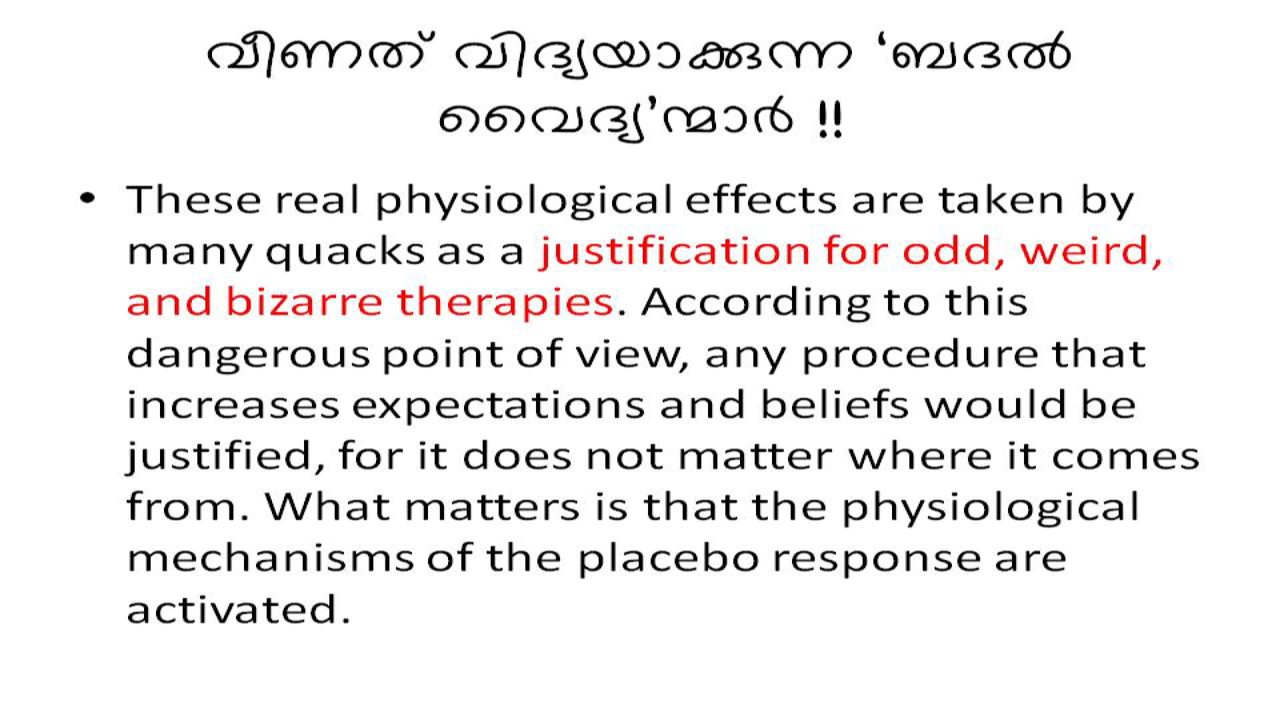 വീണത് വിദ്യയാക്കുന്ന ‘ബദൽ
വൈദ്യ’ന്മാർ !!
• These real physiological effects are taken by
many quacks as a justification for odd, weird,
and bizarre therapies. According to this
dangerous point of view, any procedure that
increases expectations and beliefs would be
justified, for it does not matter where it comes
from. What matters is that the physiological
mechanisms of the placebo response are
activated.